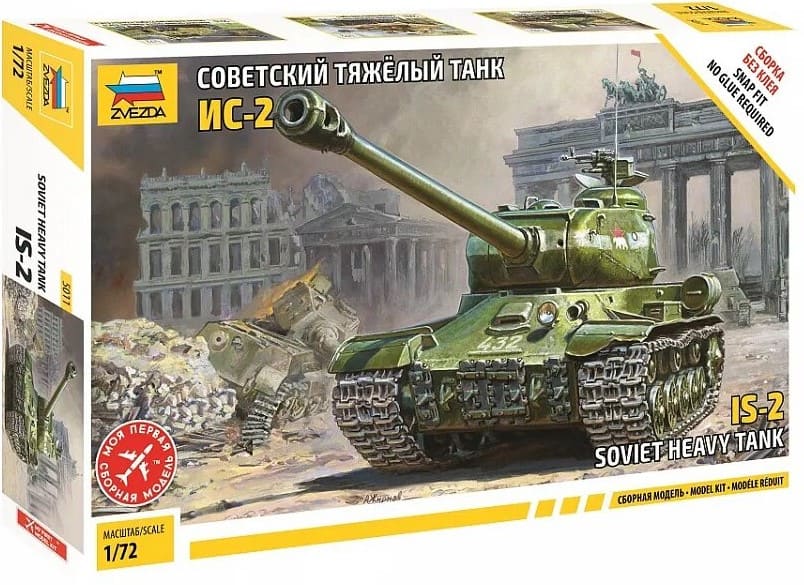 МАСШТАБ/SCALE
1/72
ZVEZDA
СОВЕТСКИЙ ТЯЖЁЛЫЙ ТАНК
ИС-2
СБОРКА
БЕЗ КЛЕЯ
SNAP FIT
NO GLUE REQUIRED
1/72
SOVIET HEAVY TANK
IS-2
5011
432
IS-2
SOVIET HEAVY TANK
МОЯ ПЕРВАЯ
СБОРНАЯ МОДЕЛЬ
СБОРНАЯ МОДЕЛЬ • MODEL KIT • MODÈLE RÉDUIT
МАСШТАБ/SCALE
1/72